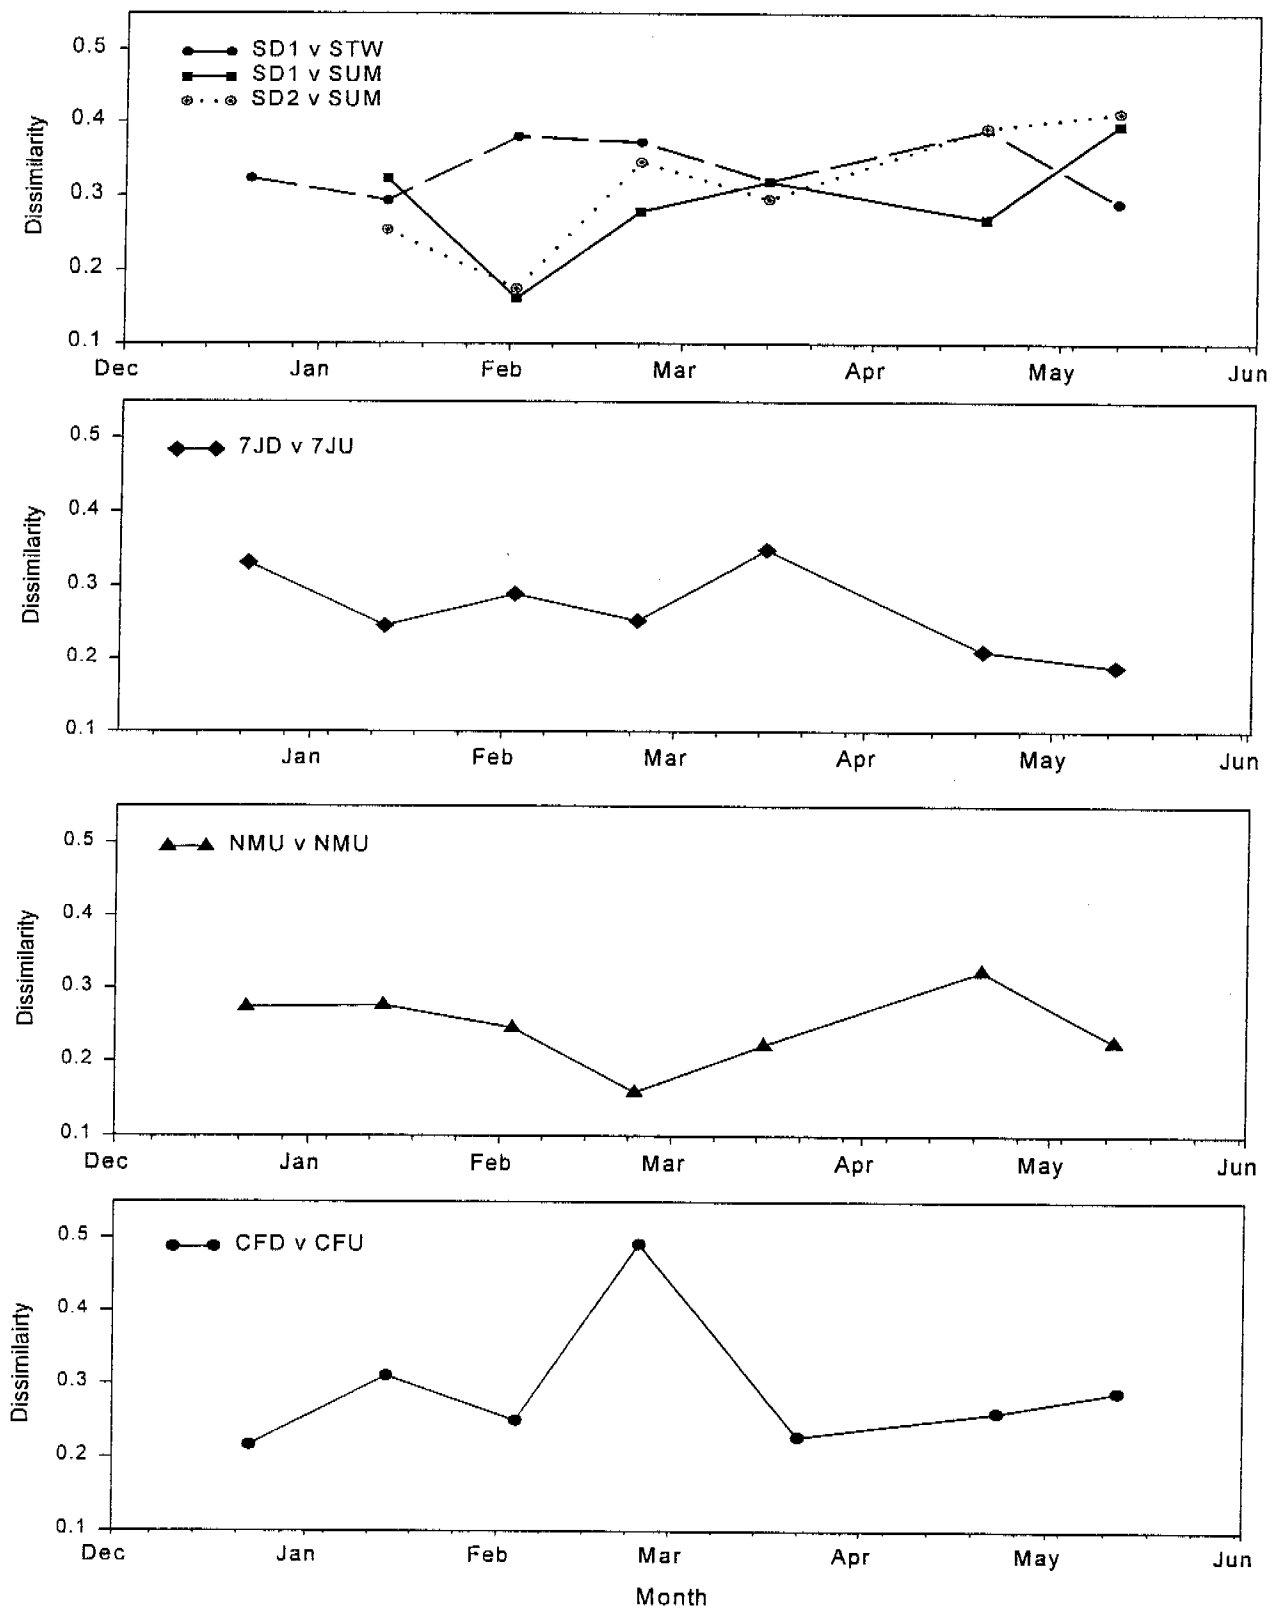 0.5
SD1 v STW
SD1 v SUM
SD2 v SUM
0.4
0.3
0.2
0.1
Dissimilarity
Dec Jan Feb Mar Apr May Jun
0.5
7JD v 7JU
0.4
0.3
0.2
0.1
Dissimilarity
Jan Feb Mar Apr May Jun
0.5
NMU v NMU
0.4
0.3
0.2
0.1
Dissimilarity
Dec Jan Feb Mar Apr May Jun
0.5
CFD v CFU
0.4
0.3
0.2
0.1
Dissimilairty
Dec Jan Feb Mar Apr May Jun
Month